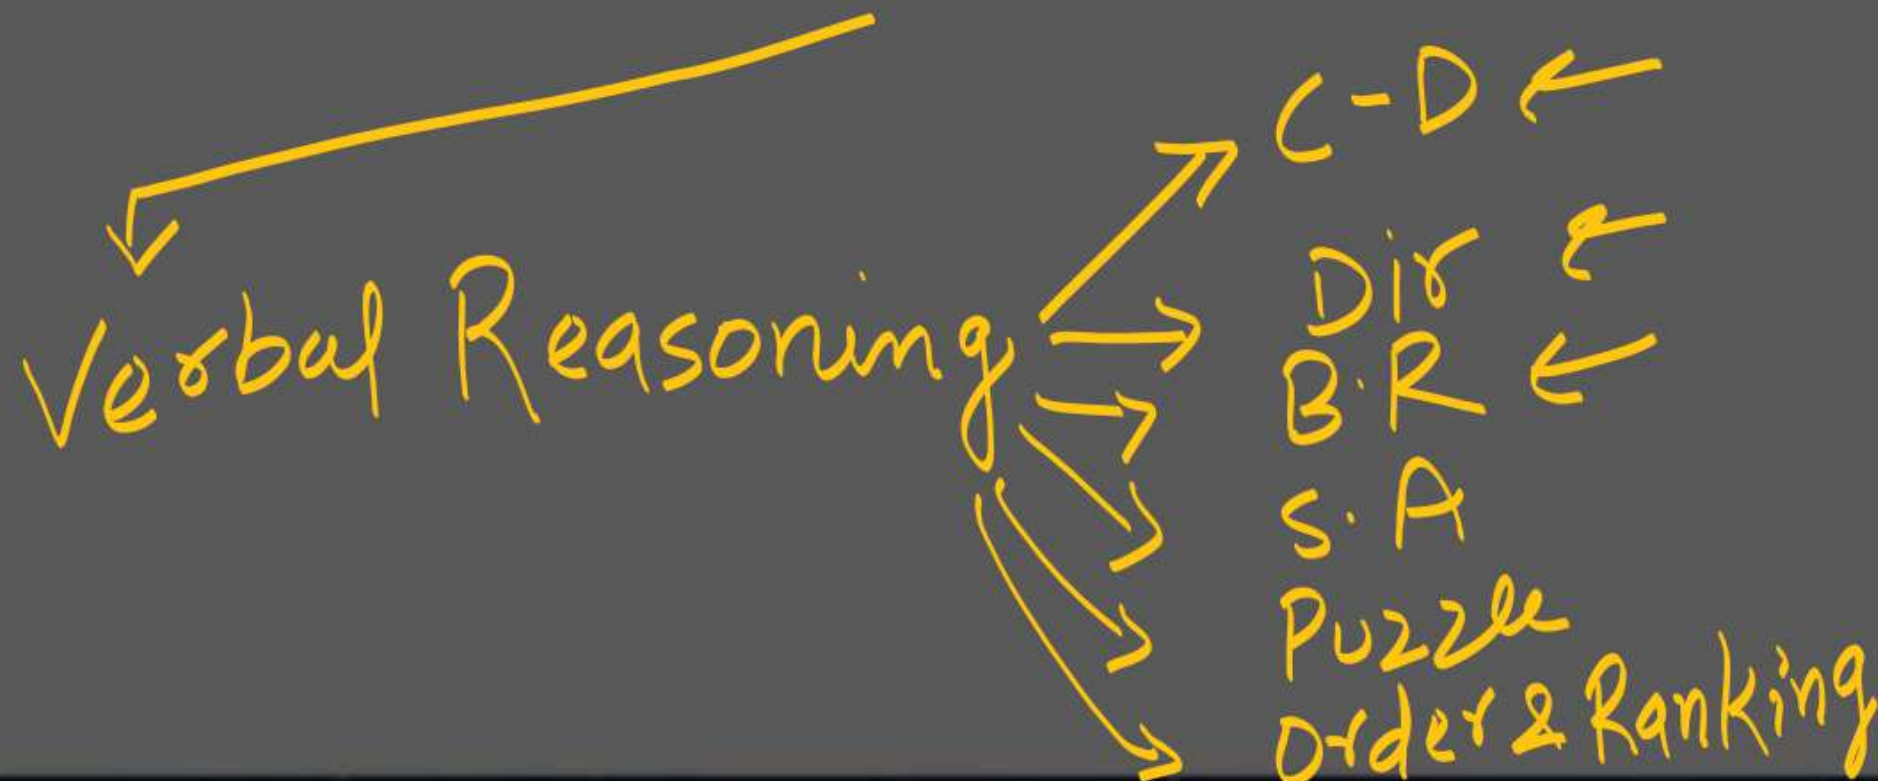 C-D
Dir
Verbal Reasoning
B.R
S.A
Puzzle
Order & Ranking